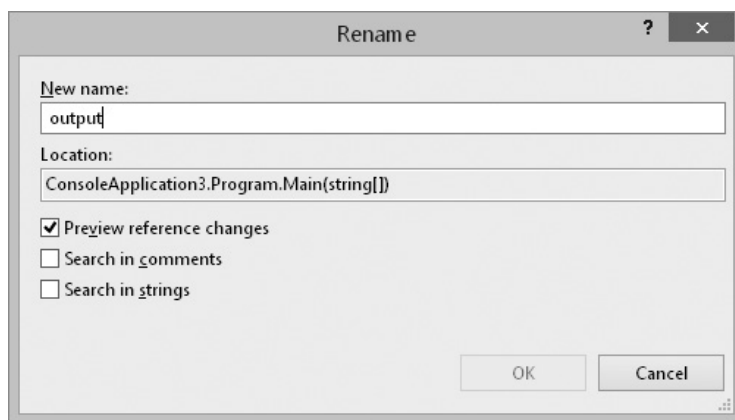 Rename
?
New name:
output
Location:
ConsoleApplication3.Program.Main(string[])
Preview reference changes
Search in comments
Search in strings
OK
Cancel